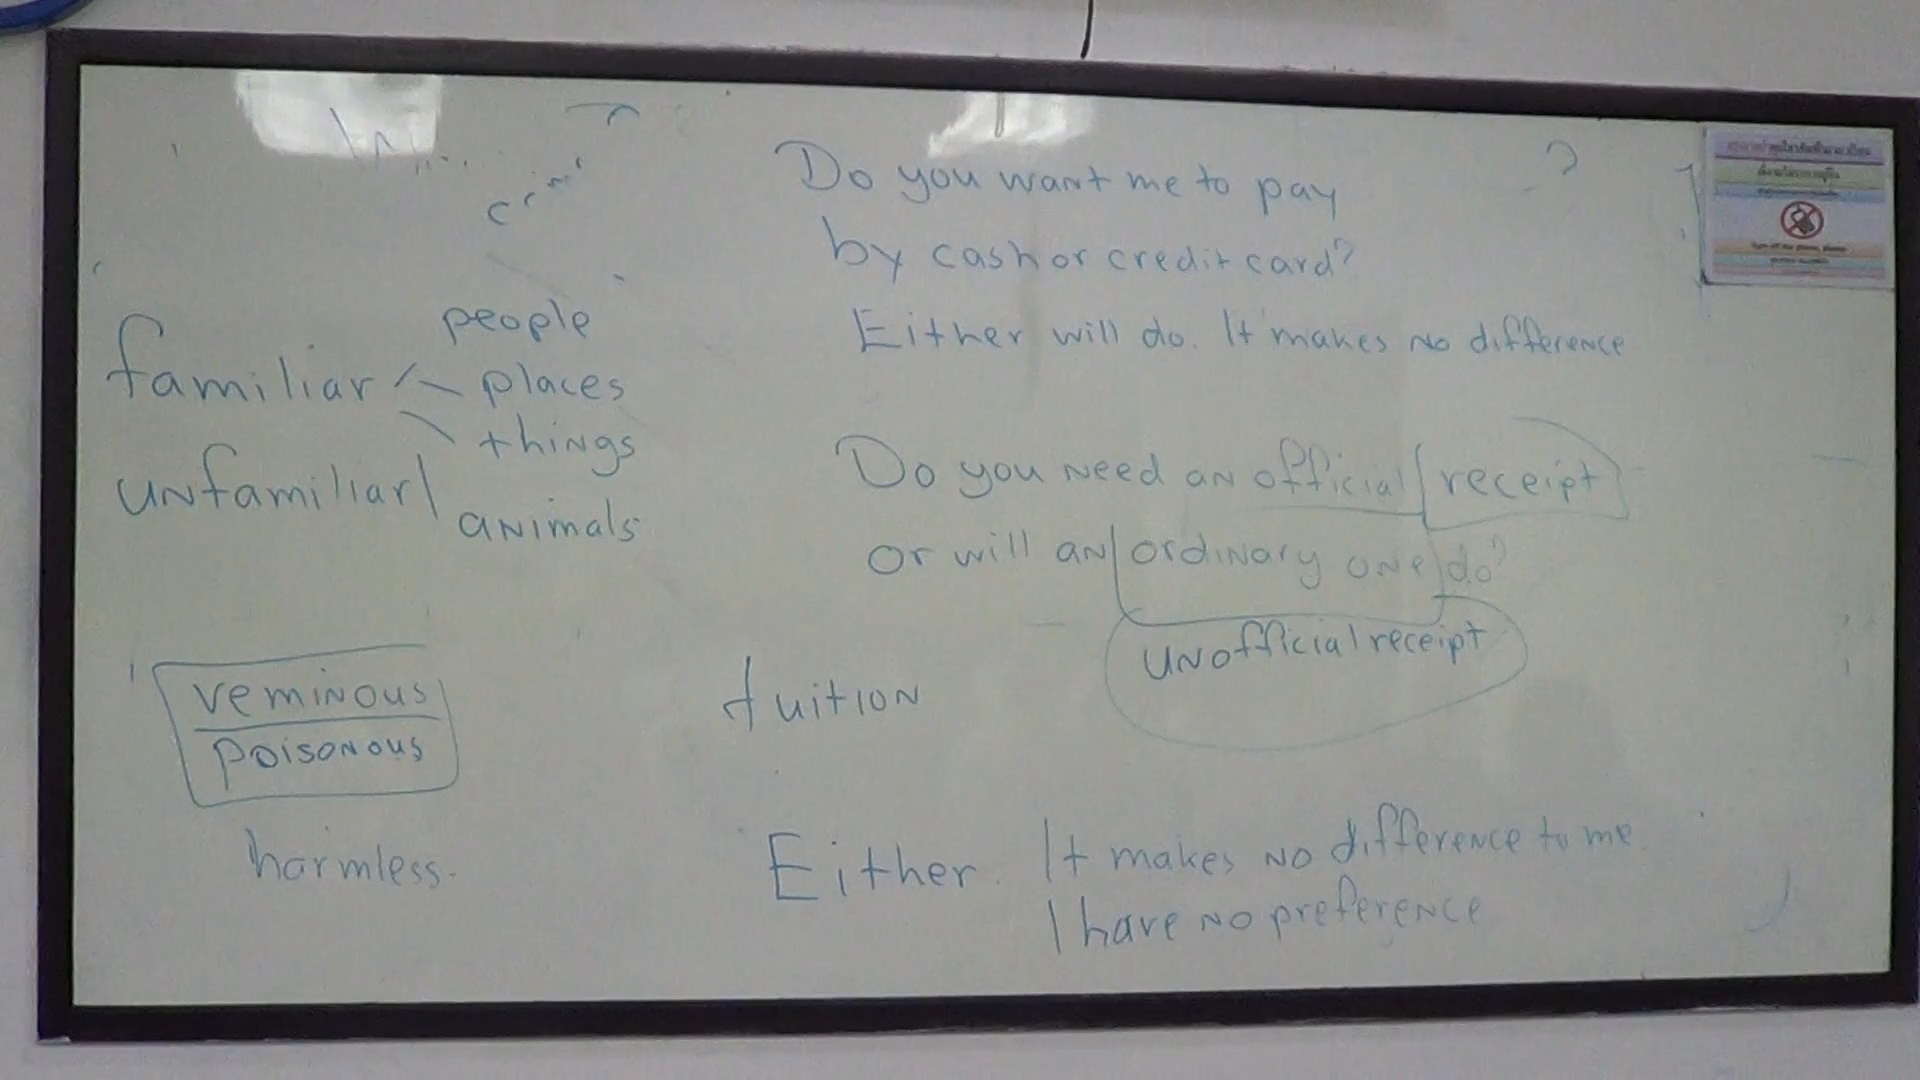 people
familiar places
things
unfamiliar
animals
veminous
poisonous
harmless.
Do you want me to pay
by cash or credit card?
Either will do. It makes no difference
Do you need an official receipt
or will an ordinary one do?
unofficial receipt
tuition
Either. It makes no difference to me
I have no preference